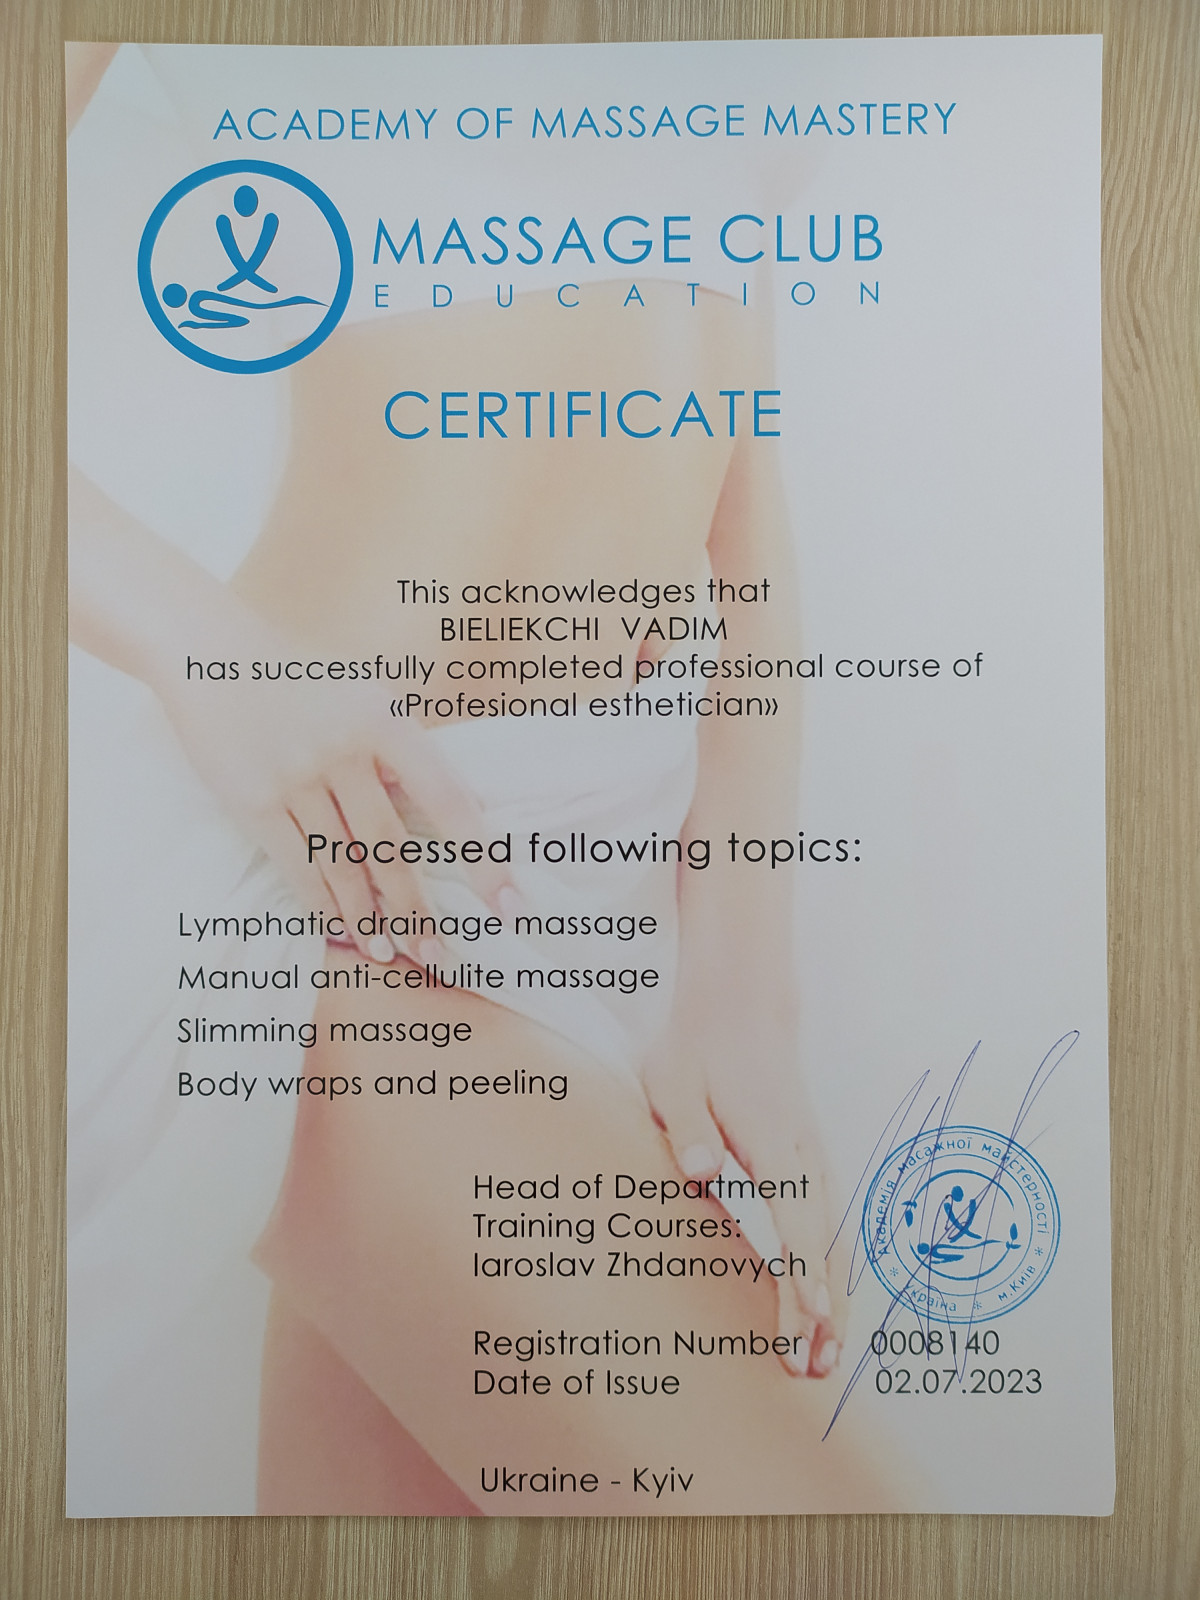 ACADEMY OF MASSAGE MASTERY
MASSAGE CLUB
EDUCATION
CERTIFICATE
This acknowledges that
BIELIEKCHI VADIM
has successfully completed professional course of
«Profesional esthetician»
Processed following topics:
Lymphatic drainage massage
Manual anti-cellulite massage
Slimming massage
Body wraps and peeling
Head of Department
Training Courses:
Iaroslav Zhdanovych
Академія масажної майстерності
* Україна * м.Київ *
Registration Number 0008140
Date of Issue 02.07.2023
Ukraine - Kyiv